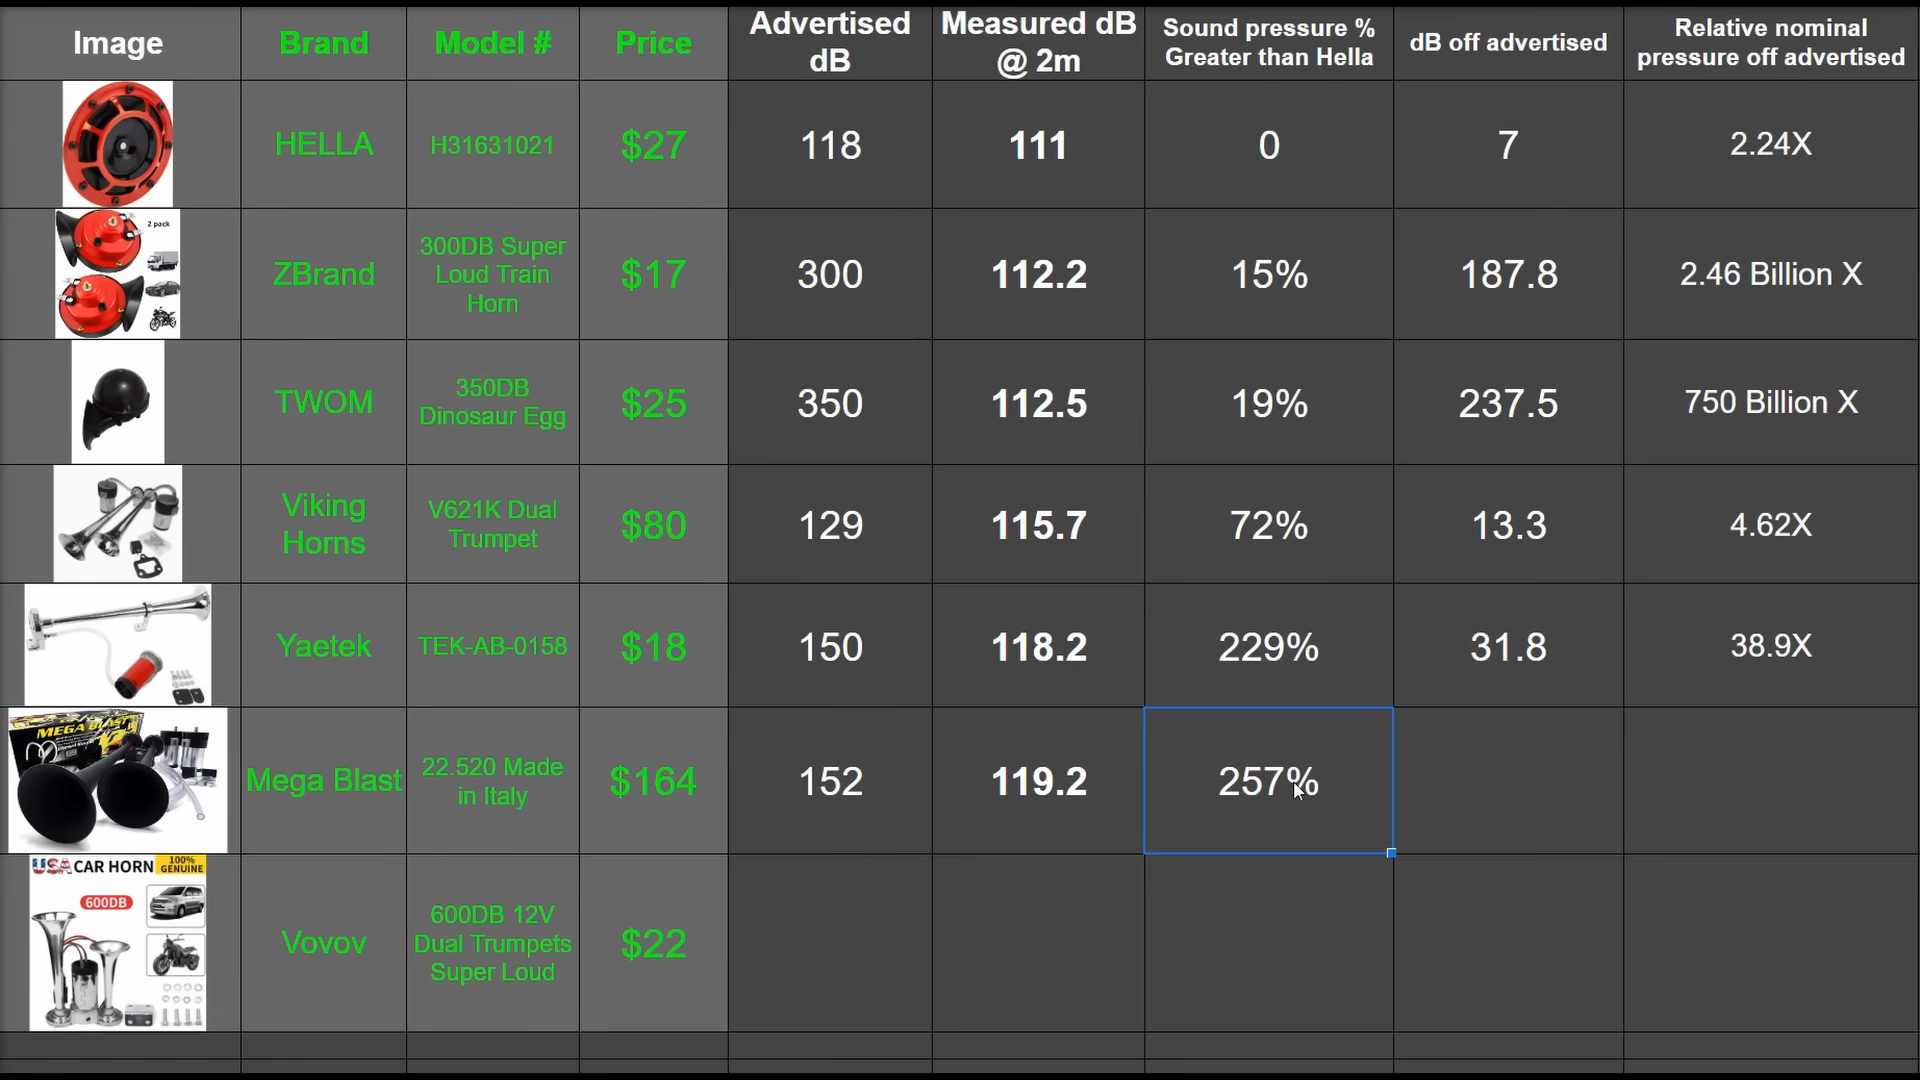 Image
Brand
Model #
Price
Advertised
dB
Measured dB
@ 2m
Sound pressure %
Greater than Hella
dB off advertised
Relative nominal
pressure off advertised
HELLA
H31631021
$27
118
111
0
7
2.24X
2 pack
ZBrand
300DB Super
Loud Train
Horn
$17
300
112.2
15%
187.8
2.46 Billion X
TWOM
350DB
Dinosaur Egg
$25
350
112.5
19%
237.5
750 Billion X
Viking
Horns
V621K Dual
Trumpet
$80
129
115.7
72%
13.3
4.62X
Yaetek
TEK-AB-0158
$18
150
118.2
229%
31.8
38.9X
MEGA BLAST
Mega Blast
22.520 Made
in Italy
$164
152
119.2
257%
USA CAR HORN
100%
GENUINE
600DB
Vovov
600DB 12V
Dual Trumpets
Super Loud
$22